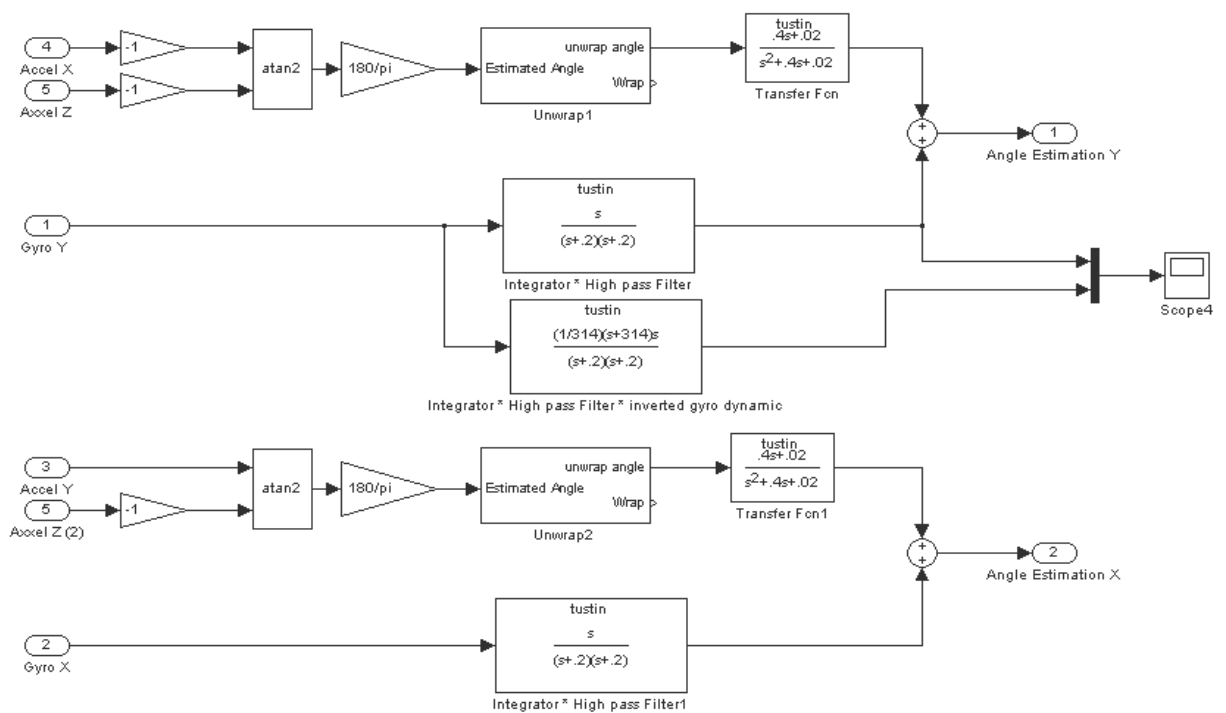 4
Accel X
-1
5
Axxel Z
-1
atan2
180/pi
unwrap angle
Estimated Angle
Wrap
Unwrap1
tustin
.4s+.02
s2+.4s+.02
Transfer Fcn
+
+
1
Angle Estimation Y
1
Gyro Y
tustin
s
(s+.2)(s+.2)
Integrator * High pass Filter
tustin
(1/314)(s+314)s
(s+.2)(s+.2)
Integrator * High pass Filter * inverted gyro dynamic
Scope4
3
Accel Y
5
Axxel Z (2)
-1
atan2
180/pi
unwrap angle
Estimated Angle
Wrap
Unwrap2
tustin
.4s+.02
s2+.4s+.02
Transfer Fcn1
+
+
2
Angle Estimation X
2
Gyro X
tustin
s
(s+.2)(s+.2)
Integrator * High pass Filter1